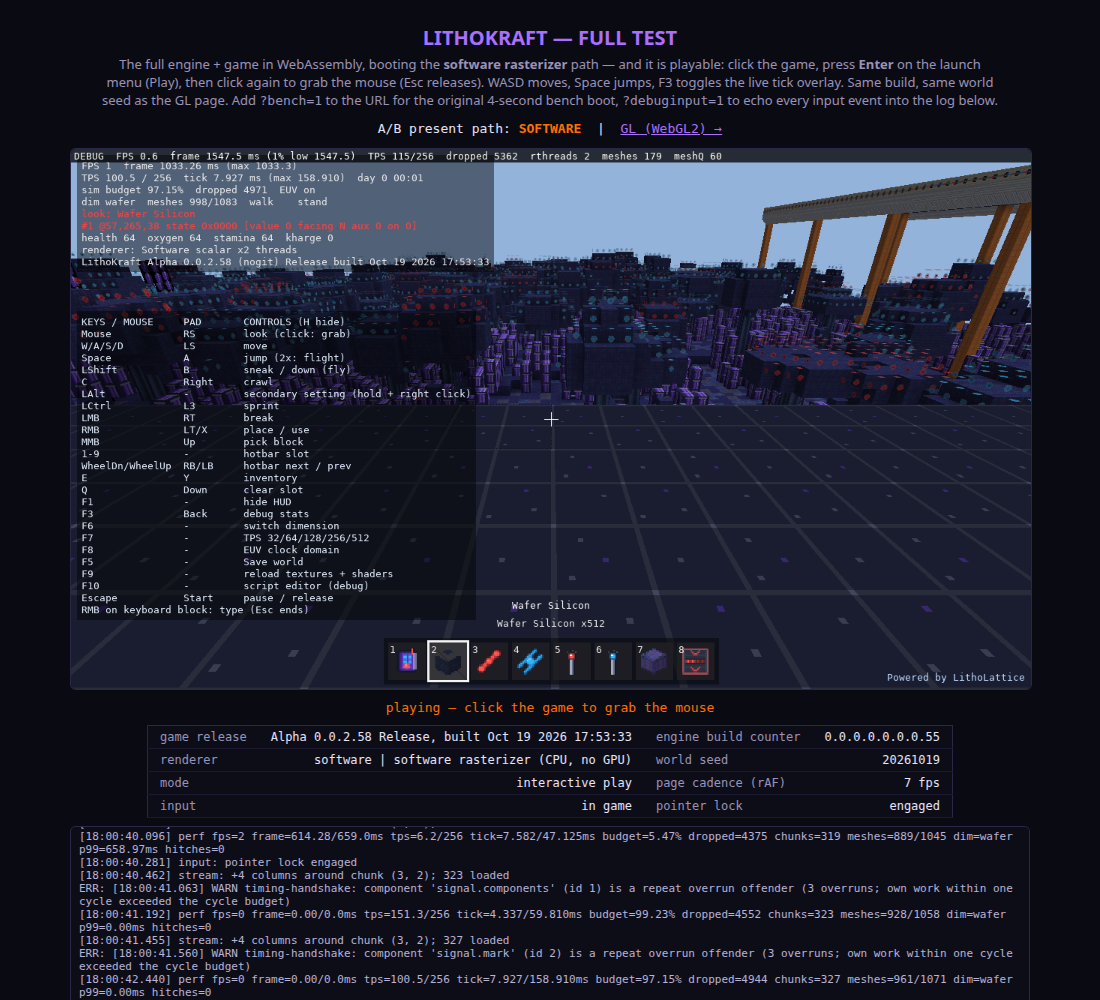 LITHOKRAFT — FULL TEST
The full engine + game in WebAssembly, booting the software rasterizer path — and it is playable: click the game, press Enter on the launch
menu (Play), then click again to grab the mouse (Esc releases). WASD moves, Space jumps, F3 toggles the live tick overlay. Same build, same world
seed as the GL page. Add ?bench=1 to the URL for the original 4-second bench boot, ?debuginput=1 to echo every input event into the log below.
A/B present path: SOFTWARE | GL (WebGL2) →
DEBUG FPS 0.6 frame 1547.5 ms (1% low 1547.5) TPS 115/256 dropped 5362 rthreads 2 meshes 179 meshQ 60
FPS 1 frame 1033.26 ms (max 1033.3)
TPS 100.5 / 256 tick 7.927 ms (max 158.910) day 0 00:01
sim budget 97.15% dropped 4971 EUV on
dim wafer meshes 998/1083 walk stand
look: Wafer Silicon
#1 @57,265,38 state 0x0000 [value 0 facing N aux 0 on 0]
health 64 oxygen 64 stamina 64 kharge 0
renderer: Software scalar x2 threads
LithoKraft Alpha 0.0.2.58 (nogit) Release built Oct 19 2026 17:53:33
KEYS / MOUSE PAD CONTROLS (H hide)
Mouse RS look (click: grab)
W/A/S/D LS move
Space A jump (2x: flight)
LShift B sneak / down (fly)
C Right crawl
LAlt - secondary setting (hold + right click)
LCtrl L3 sprint
LMB RT break
RMB LT/X place / use
MMB Up pick block
1-9 - hotbar slot
WheelDn/WheelUp RB/LB hotbar next / prev
E Y inventory
Q Down clear slot
F1 - hide HUD
F3 Back debug stats
F6 - switch dimension
F7 - TPS 32/64/128/256/512
F8 - EUV clock domain
F5 - Save world
F9 - reload textures + shaders
F10 - script editor (debug)
Escape Start pause / release
RMB on keyboard block: type (Esc ends)
Wafer Silicon
Wafer Silicon x512
1 2 3 4 5 6 7 8
Powered by LithoLattice
playing — click the game to grab the mouse
game release Alpha 0.0.2.58 Release, built Oct 19 2026 17:53:33 engine build counter 0.0.0.0.0.0.0.55
renderer software | software rasterizer (CPU, no GPU) world seed 20261019
mode interactive play page cadence (rAF) 7 fps
input in game pointer lock engaged
[18:00:40.096] perf fps=2 frame=614.28/659.0ms tps=6.2/256 tick=7.582/47.125ms budget=5.47% dropped=4375 chunks=319 meshes=889/1045 dim=wafer
p99=658.97ms hitches=0
[18:00:40.281] input: pointer lock engaged
[18:00:40.462] stream: +4 columns around chunk (3, 2); 323 loaded
ERR: [18:00:41.063] WARN timing-handshake: component 'signal.components' (id 1) is a repeat overrun offender (3 overruns; own work within one
cycle exceeded the cycle budget)
[18:00:41.192] perf fps=0 frame=0.00/0.0ms tps=151.3/256 tick=4.337/59.810ms budget=99.23% dropped=4552 chunks=323 meshes=928/1058 dim=wafer
p99=0.00ms hitches=0
[18:00:41.455] stream: +4 columns around chunk (3, 2); 327 loaded
ERR: [18:00:41.560] WARN timing-handshake: component 'signal.mark' (id 2) is a repeat overrun offender (3 overruns; own work within one cycle
exceeded the cycle budget)
[18:00:42.440] perf fps=0 frame=0.00/0.0ms tps=100.5/256 tick=7.927/158.910ms budget=97.15% dropped=4944 chunks=327 meshes=961/1071 dim=wafer
p99=0.00ms hitches=0